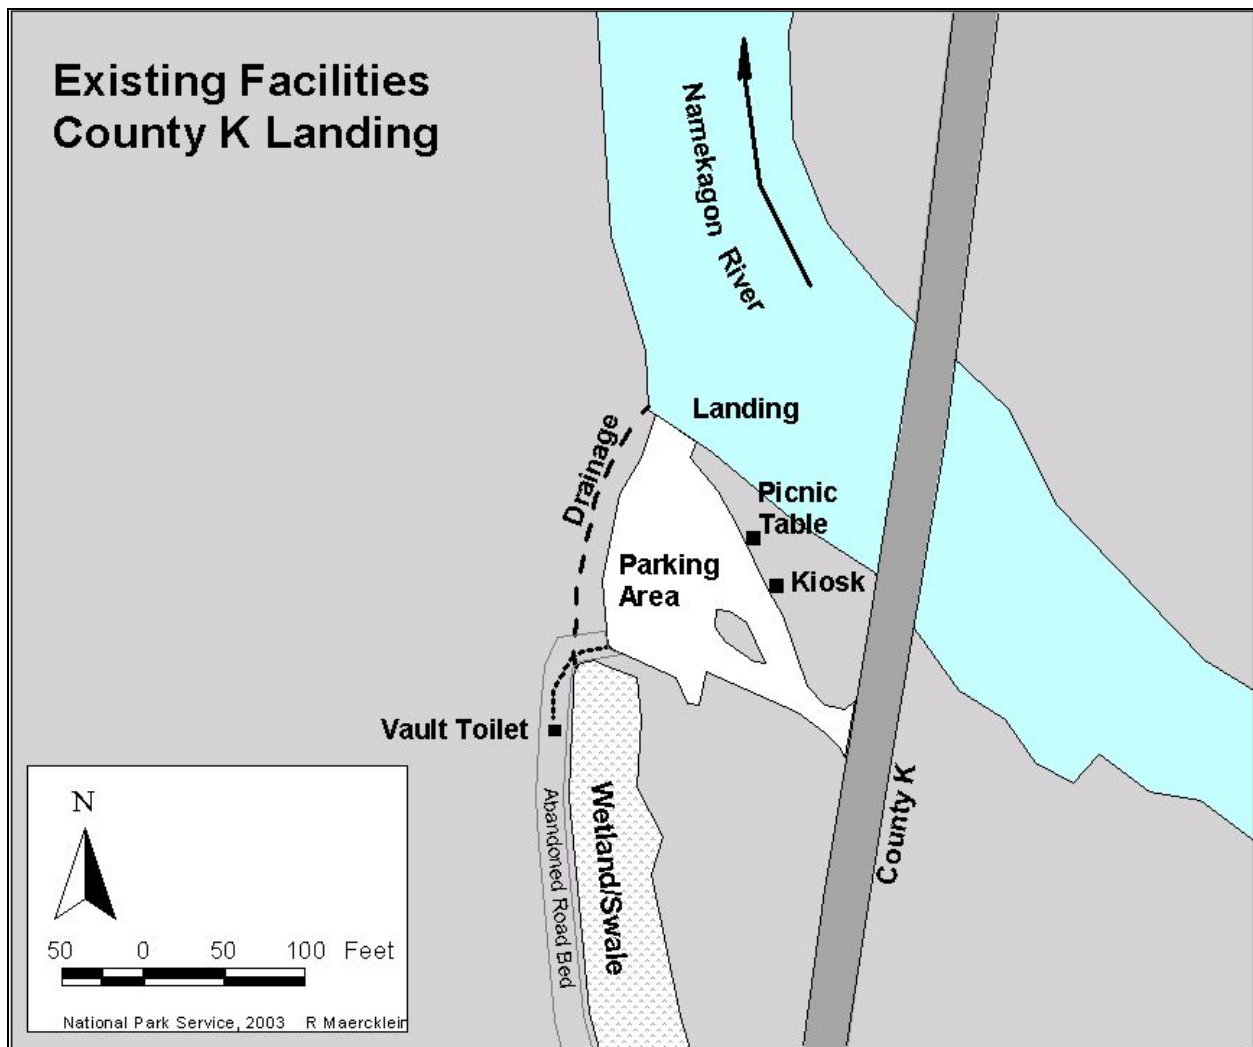 Existing Facilities
County K Landing
Namekagon River
Landing
Drainage
Picnic
Table
Parking
Area
Kiosk
Vault Toilet
Abandoned Road Bed
Wetland/Swale
County K
N
50 0 50 100 Feet
National Park Service, 2003 R Maercklein